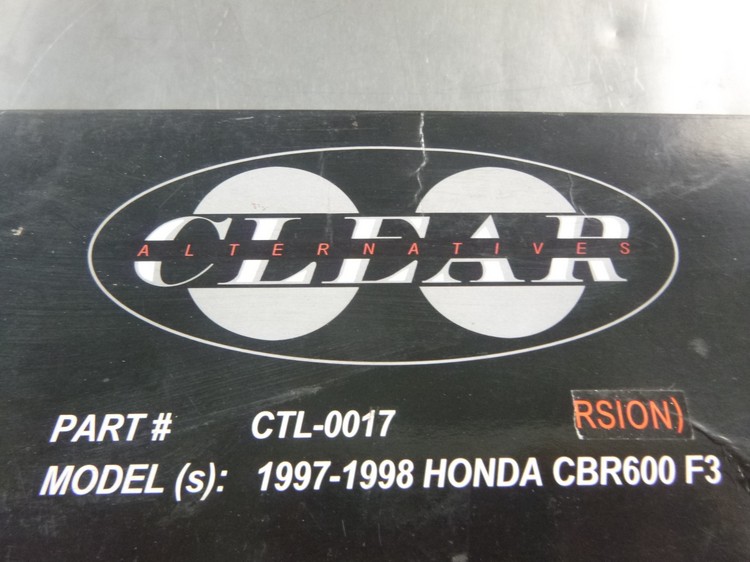 CLEAR
ALTERNATIVES
PART # CTL-0017
RSION)
MODEL (s): 1997-1998 HONDA CBR600 F3